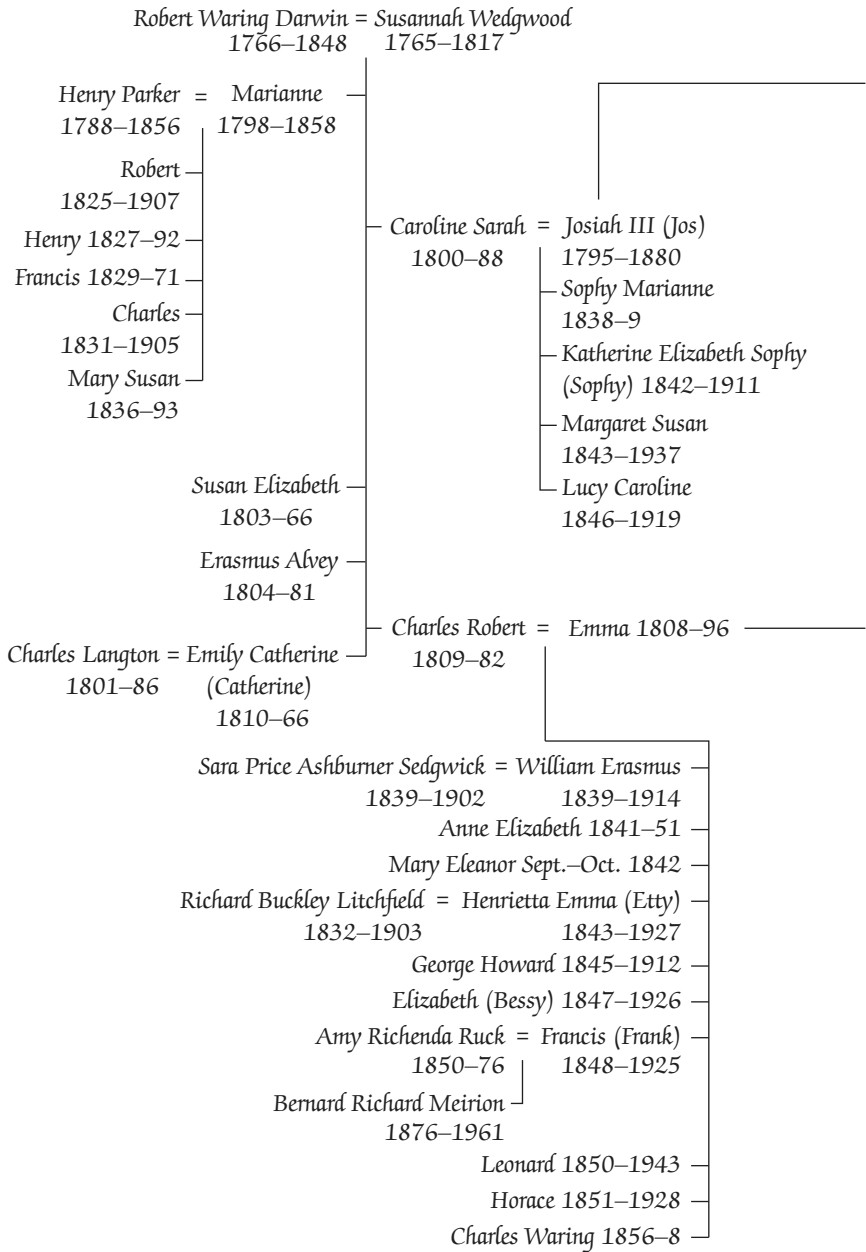 Robert Waring Darwin = Susannah Wedgwood
1766–1848 1765–1817
Henry Parker = Marianne
1788–1856 1798–1858
Robert
1825–1907
Henry 1827–92
Francis 1829–71
Charles
1831–1905
Mary Susan
1836–93
Caroline Sarah = Josiah III (Jos)
1800–88 1795–1880
Sophy Marianne
1838–9
Katherine Elizabeth Sophy
(Sophy) 1842–1911
Margaret Susan
1843–1937
Lucy Caroline
1846–1919
Susan Elizabeth
1803–66
Erasmus Alvey
1804–81
Charles Robert = Emma 1808–96
1809–82
Charles Langton = Emily Catherine
1801–86 (Catherine)
1810–66
Sara Price Ashburner Sedgwick = William Erasmus
1839–1902 1839–1914
Anne Elizabeth 1841–51
Mary Eleanor Sept.–Oct. 1842
Richard Buckley Litchfield = Henrietta Emma (Etty)
1832–1903 1843–1927
George Howard 1845–1912
Elizabeth (Bessy) 1847–1926
Amy Richenda Ruck = Francis (Frank)
1850–76 1848–1925
Bernard Richard Meirion
1876–1961
Leonard 1850–1943
Horace 1851–1928
Charles Waring 1856–8